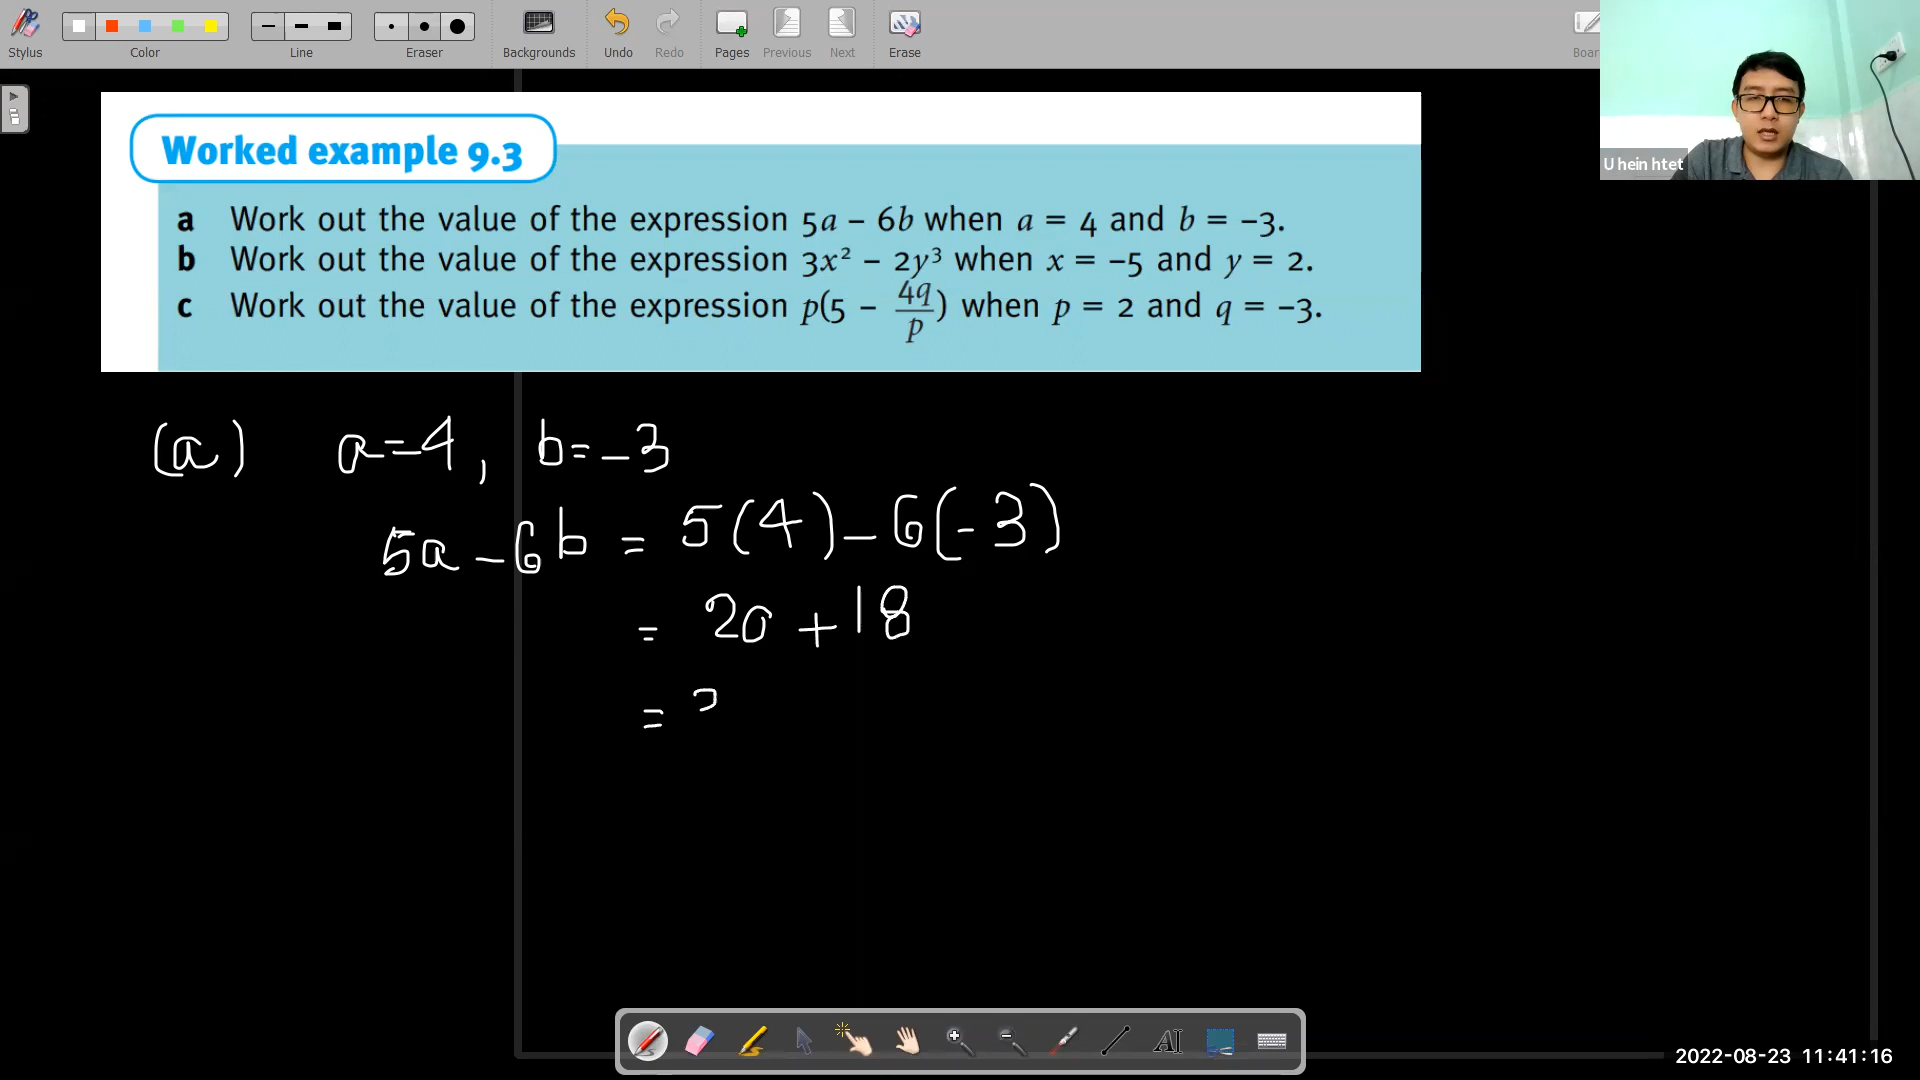 Stylus Color Line Eraser Backgrounds Undo Redo Pages Previous Next Erase Boar
U hein htet
Worked example 9.3
a Work out the value of the expression 5a – 6b when a = 4 and b = –3.
b Work out the value of the expression 3x² – 2y³ when x = –5 and y = 2.
c Work out the value of the expression p(5 – 4q/p) when p = 2 and q = –3.
(a) a=4, b=-3
5a-6b = 5(4)-6(-3)
= 20 +18
=
2022-08-23 11:41:16